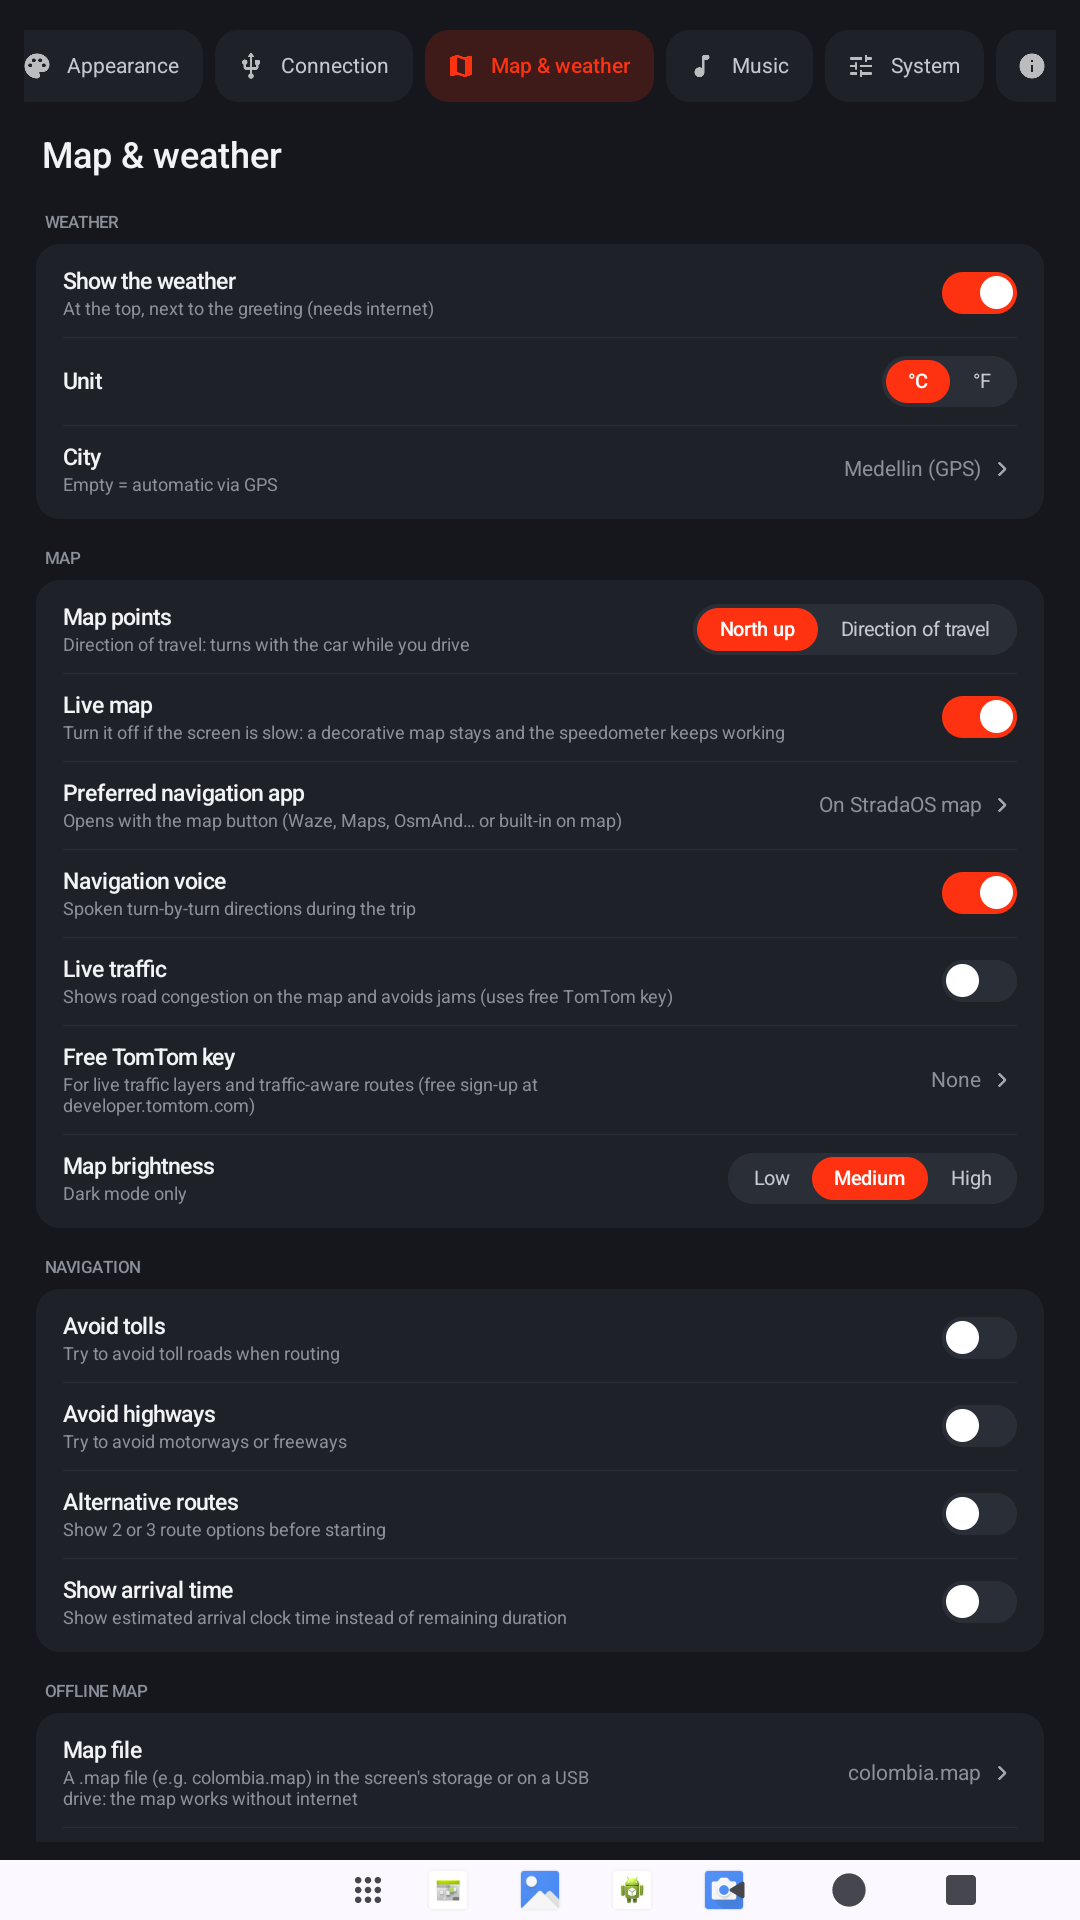 Appearance
Connection
Map & weather
Music
System
Map & weather
WEATHER
Show the weather
At the top, next to the greeting (needs internet)
Unit
°C
°F
City
Empty = automatic via GPS
Medellin (GPS)
MAP
Map points
Direction of travel: turns with the car while you drive
North up
Direction of travel
Live map
Turn it off if the screen is slow: a decorative map stays and the speedometer keeps working
Preferred navigation app
Opens with the map button (Waze, Maps, OsmAnd... or built-in on map)
On StradaOS map
Navigation voice
Spoken turn-by-turn directions during the trip
Live traffic
Shows road congestion on the map and avoids jams (uses free TomTom key)
Free TomTom key
For live traffic layers and traffic-aware routes (free sign-up at
developer.tomtom.com)
None
Map brightness
Dark mode only
Low
Medium
High
NAVIGATION
Avoid tolls
Try to avoid toll roads when routing
Avoid highways
Try to avoid motorways or freeways
Alternative routes
Show 2 or 3 route options before starting
Show arrival time
Show estimated arrival clock time instead of remaining duration
OFFLINE MAP
Map file
A .map file (e.g. colombia.map) in the screen's storage or on a USB
drive: the map works without internet
colombia.map